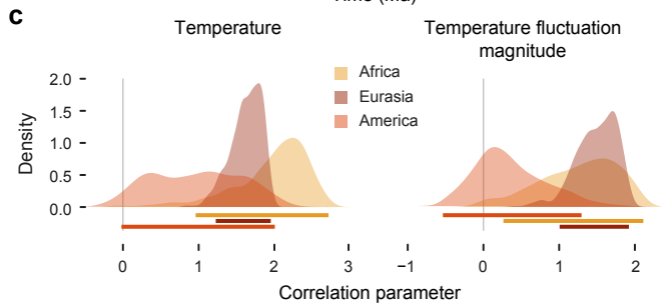 c
Temperature
Temperature fluctuation
magnitude
Africa
Eurasia
America
Density
2.0
1.5
1.0
0.5
0.0
0 1 2 3
−1 0 1 2
Correlation parameter